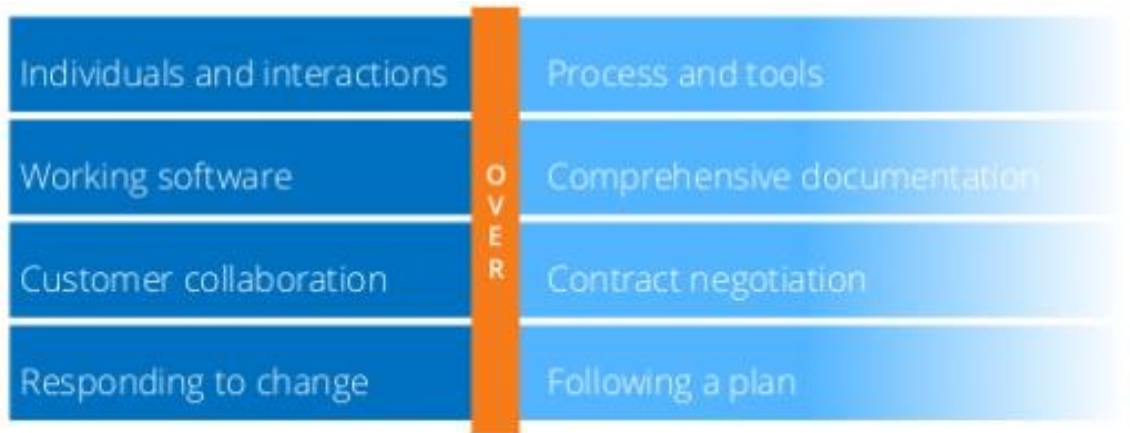 Individuals and interactions OVER Process and tools
Working software Comprehensive documentation
Customer collaboration Contract negotiation
Responding to change Following a plan